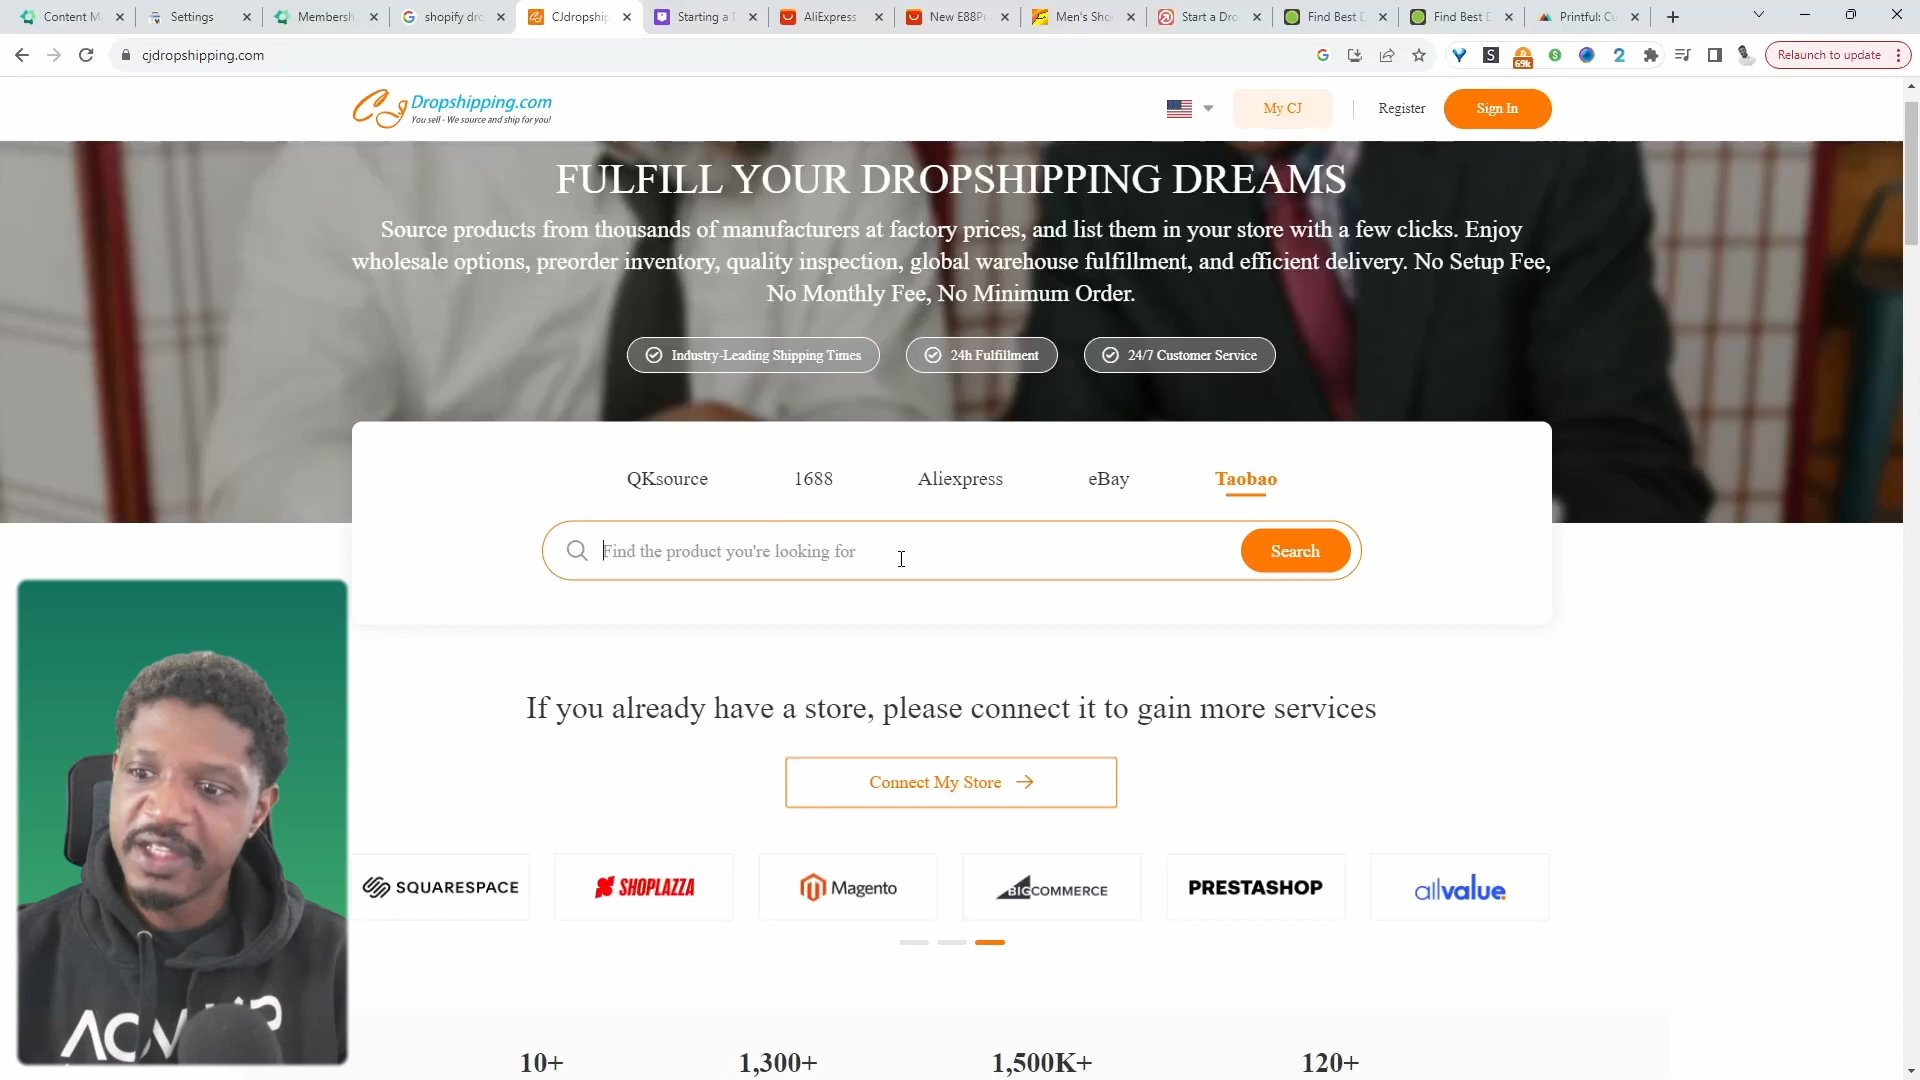 Content M
Settings
Membersh
shopify dr
CJdropship
Starting a
AliExpress
New E88P
Men's Sho
Start a Dro
Find Best
Find Best
Printful: Cu
cjdropshipping.com
69k
S
2
Relaunch to update
CJ Dropshipping.com
You sell - We source and ship for you!
My CJ
Register
Sign In
FULFILL YOUR DROPSHIPPING DREAMS
Source products from thousands of manufacturers at factory prices, and list them in your store with a few clicks. Enjoy
wholesale options, preorder inventory, quality inspection, global warehouse fulfillment, and efficient delivery. No Setup Fee,
No Monthly Fee, No Minimum Order.
Industry-Leading Shipping Times
24h Fulfillment
24/7 Customer Service
QKsource
1688
Aliexpress
eBay
Taobao
Find the product you're looking for
Search
If you already have a store, please connect it to gain more services
Connect My Store
SQUARESPACE
SHOPLAZZA
Magento
BIGCOMMERCE
PRESTASHOP
allvalue.
10+
1,300+
1,500K+
120+